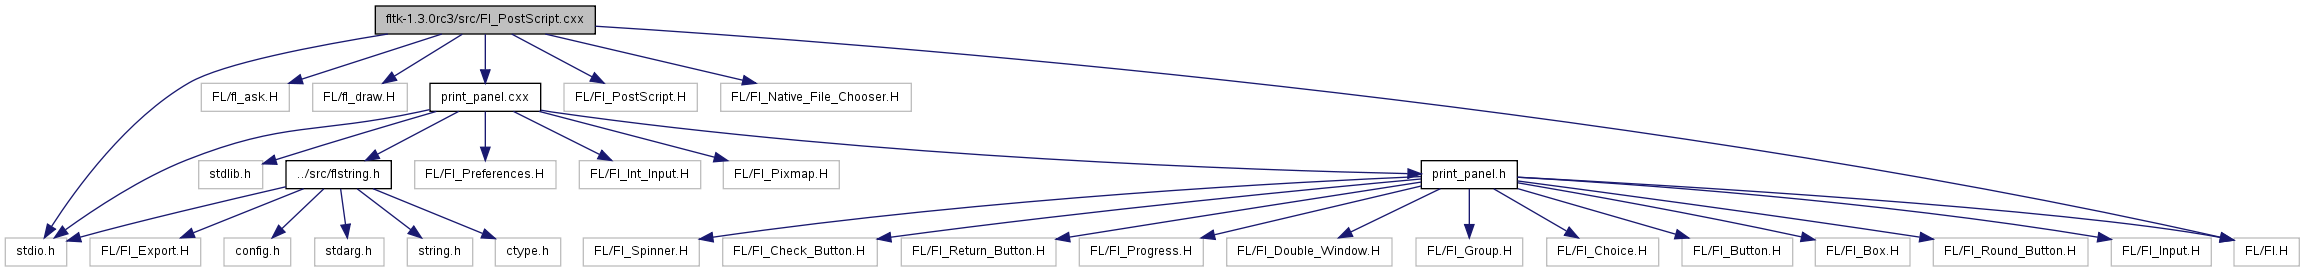 fltk-1.3.0rc3/src/Fl_PostScript.cxx
FL/fl_ask.H
FL/fl_draw.H
print_panel.cxx
FL/Fl_PostScript.H
FL/Fl_Native_File_Chooser.H
stdlib.h
../src/flstring.h
FL/Fl_Preferences.H
FL/Fl_Int_Input.H
FL/Fl_Pixmap.H
print_panel.h
stdio.h
FL/Fl_Export.H
config.h
stdarg.h
string.h
ctype.h
FL/Fl_Spinner.H
FL/Fl_Check_Button.H
FL/Fl_Return_Button.H
FL/Fl_Progress.H
FL/Fl_Double_Window.H
FL/Fl_Group.H
FL/Fl_Choice.H
FL/Fl_Button.H
FL/Fl_Box.H
FL/Fl_Round_Button.H
FL/Fl_Input.H
FL/Fl.H